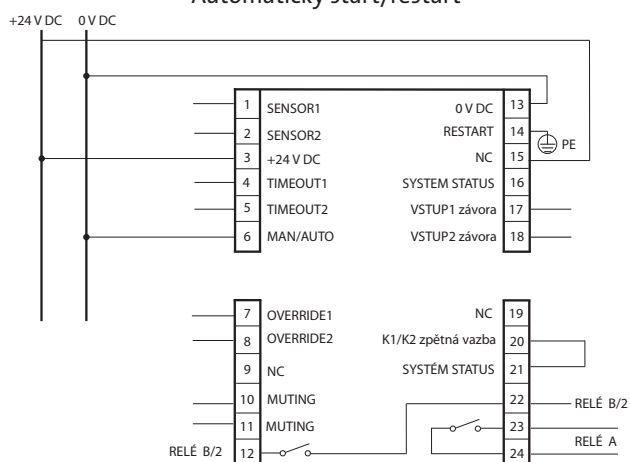 Automatický start/restart
+24 V DC 0 V DC
1 SENSOR1 0 V DC 13
2 SENSOR2 RESTART 14
PE
3 +24 V DC NC 15
4 TIMEOUT1 SYSTEM STATUS 16
5 TIMEOUT2 VSTUP1 závora 17
6 MAN/AUTO VSTUP2 závora 18
7 OVERRIDE1 NC 19
8 OVERRIDE2 K1/K2 zpětná vazba 20
9 NC SYSTÉM STATUS 21
10 MUTING 22 RELÉ B/2
11 MUTING 23
RELÉ A
RELÉ B/2 12 24